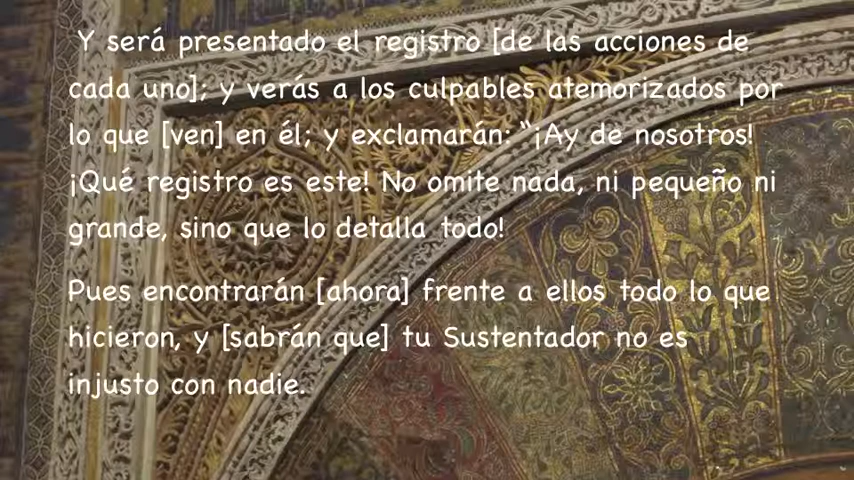 Y será presentado el registro [de las acciones de
cada uno]; y verás a los culpables atemorizados por
lo que [ven] en él; y exclamarán: “¡Ay de nosotros!
¡Qué registro es este! No omite nada, ni pequeño ni
grande, sino que lo detalla todo!
Pues encontrarán [ahora] frente a ellos todo lo que
hicieron, y [sabrán que] tu Sustentador no es
injusto con nadie.